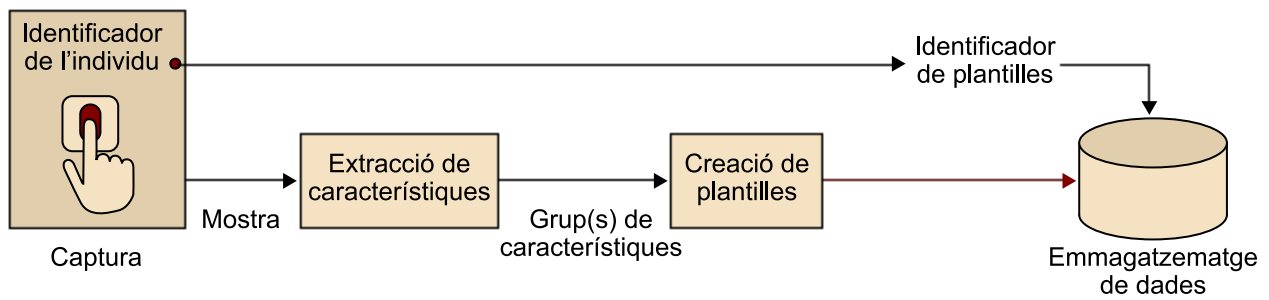 Identificador
de l'individu
Identificador
de plantilles
Extracció de
característiques
Creació de
plantilles
Mostra
Grup(s) de
característiques
Captura
Emmagatzematge
de dades